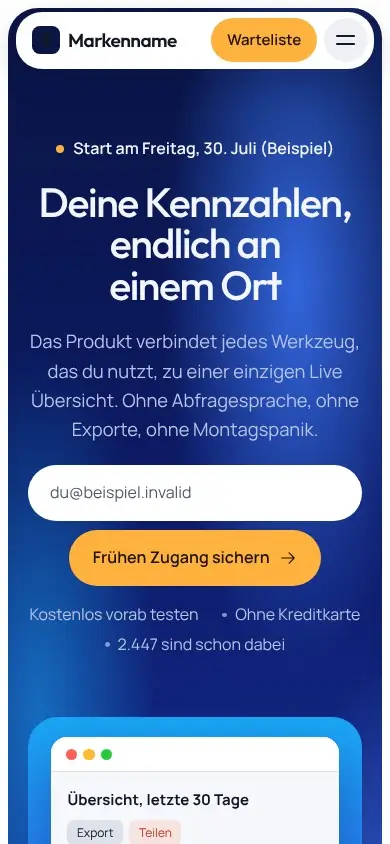 Markenname
Warteliste
Start am Freitag, 30. Juli (Beispiel)
Deine Kennzahlen,
endlich an
einem Ort
Das Produkt verbindet jedes Werkzeug,
das du nutzt, zu einer einzigen Live
Übersicht. Ohne Abfragesprache, ohne
Exporte, ohne Montagspanik.
du@beispiel.invalid
Frühen Zugang sichern →
Kostenlos vorab testen • Ohne Kreditkarte
• 2.447 sind schon dabei
Übersicht, letzte 30 Tage
Export Teilen